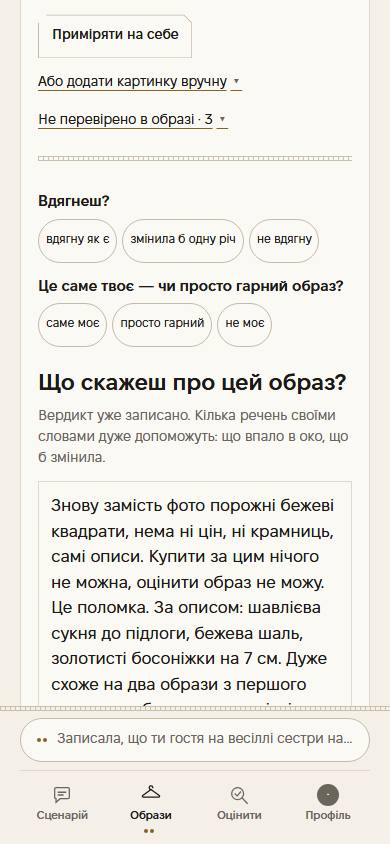 Приміряти на себе
Або додати картинку вручну ▾
Не перевірено в образі · 3 ▾
Вдягнеш?
вдягну як є
змінила б одну річ
не вдягну
Це саме твоє — чи просто гарний образ?
саме моє
просто гарний
не моє
Що скажеш про цей образ?
Вердикт уже записано. Кілька речень своїми
словами дуже допоможуть: що впало в око, що
б змінила.
Знову замість фото порожні бежеві
квадрати, нема ні цін, ні крамниць,
самі описи. Купити за цим нічого
не можна, оцінити образ не можу.
Це поломка. За описом: шавлієва
сукня до підлоги, бежева шаль,
золотисті босоніжки на 7 см. Дуже
схоже на два образи з першого
Записала, що ти гостя на весіллі сестри на...
Сценарій
Образи
Оцінити
Профіль